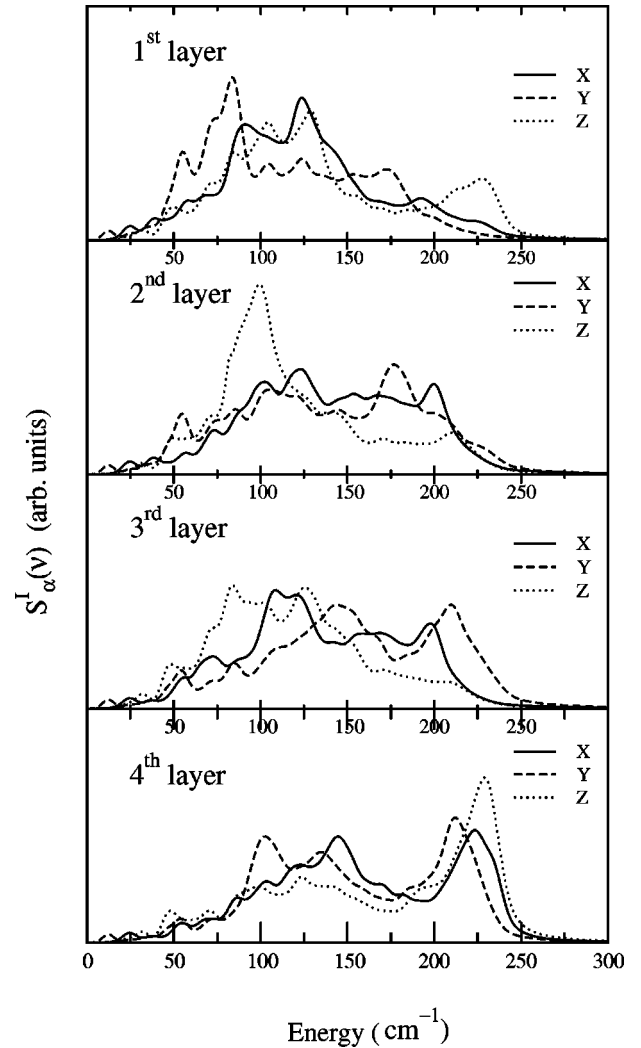 1st layer
X
Y
Z
50 100 150 200 250
2nd layer
X
Y
Z
50 100 150 200 250
3rd layer
X
Y
Z
50 100 150 200 250
4th layer
X
Y
Z
0 50 100 150 200 250 300
Energy (cm−1)
SIα(ν) (arb. units)